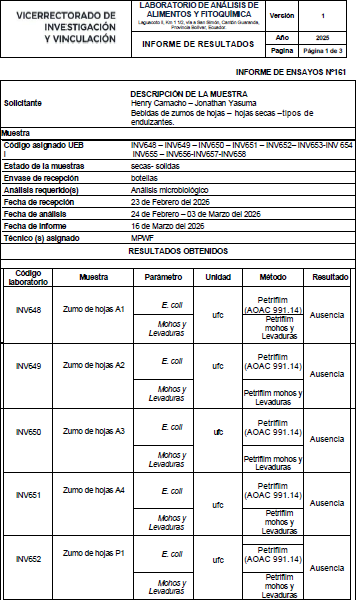 VICERRECTORADO DE
INVESTIGACIÓN
Y VINCULACIÓN
LABORATORIO DE ANÁLISIS DE
ALIMENTOS Y FITOQUÍMICA
Laguacoto II, Km 1 1/2, vía a San Simón, Cantón Guaranda,
Provincia Bolívar, Ecuador.
INFORME DE RESULTADOS
Versión 1
Año 2025
Pagina Página 1 de 3
INFORME DE ENSAYOS Nº161
DESCRIPCIÓN DE LA MUESTRA
Solicitante Henry Camacho – Jonathan Yasuma
Bebidas de zumos de hojas – hojas secas –tipos de
endulzantes.
Muestra
Código asignado UEB INV648 – INV649 – INV650 – INV651 – INV652– INV653-INV 654
I INV655 – INV656-INV657-INV658
Estado de la muestras secas- solidas
Envase de recepción botellas
Análisis requerido(s) Análisis microbiológico
Fecha de recepción 23 de Febrero del 2026
Fecha de análisis 24 de Febrero – 03 de Marzo del 2026
Fecha de informe 16 de Marzo del 2026
Técnico (s) asignado MPWF
RESULTADOS OBTENIDOS
Código
laboratorio Muestra Parámetro Unidad Método Resultado
INV648 Zumo de hojas A1 E. coli ufc Petrifilm
(AOAC 991.14) Ausencia
Mohos y
Levaduras Petrifilm
mohos y
Levaduras
INV649 Zumo de hojas A2 E. coli ufc Petrifilm
(AOAC 991.14) Ausencia
Mohos y
Levaduras Petrifilm mohos y
Levaduras
INV650 Zumo de hojas A3 E. coli ufc Petrifilm
(AOAC 991.14) Ausencia
Mohos y
Levaduras Petrifilm mohos y
Levaduras
INV651 Zumo de hojas A4 E. coli ufc Petrifilm
(AOAC 991.14) Ausencia
Mohos y
Levaduras Petrifilm
mohos y
Levaduras
INV652 Zumo de hojas P1 E. coli ufc Petrifilm
(AOAC 991.14) Ausencia
Mohos y
Levaduras Petrifilm
mohos y
Levaduras